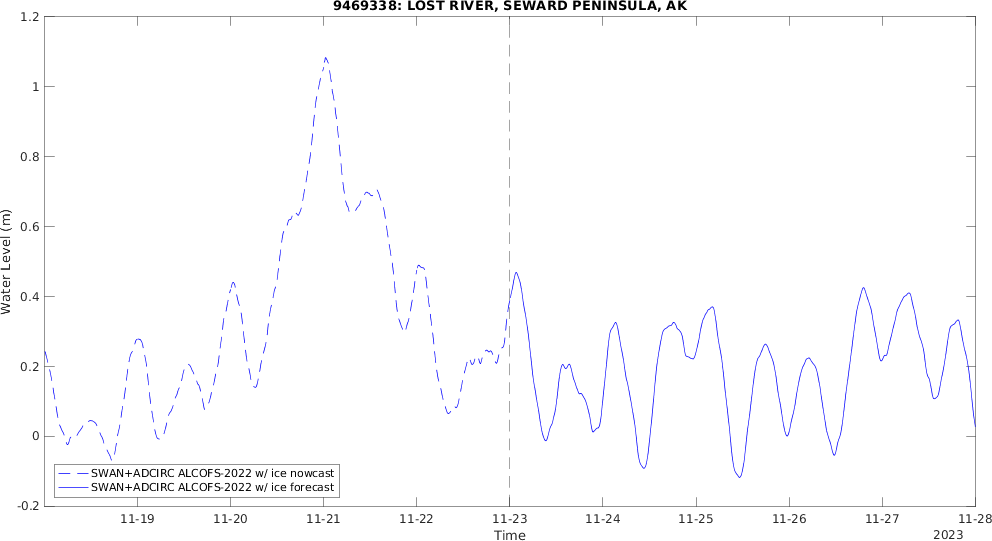 9469338: LOST RIVER, SEWARD PENINSULA, AK
1.2
1
0.8
0.6
0.4
0.2
0
-0.2
Water Level (m)
SWAN+ADCIRC ALCOFS-2022 w/ ice nowcast
SWAN+ADCIRC ALCOFS-2022 w/ ice forecast
11-19 11-20 11-21 11-22 11-23 11-24 11-25 11-26 11-27 11-28
Time
2023